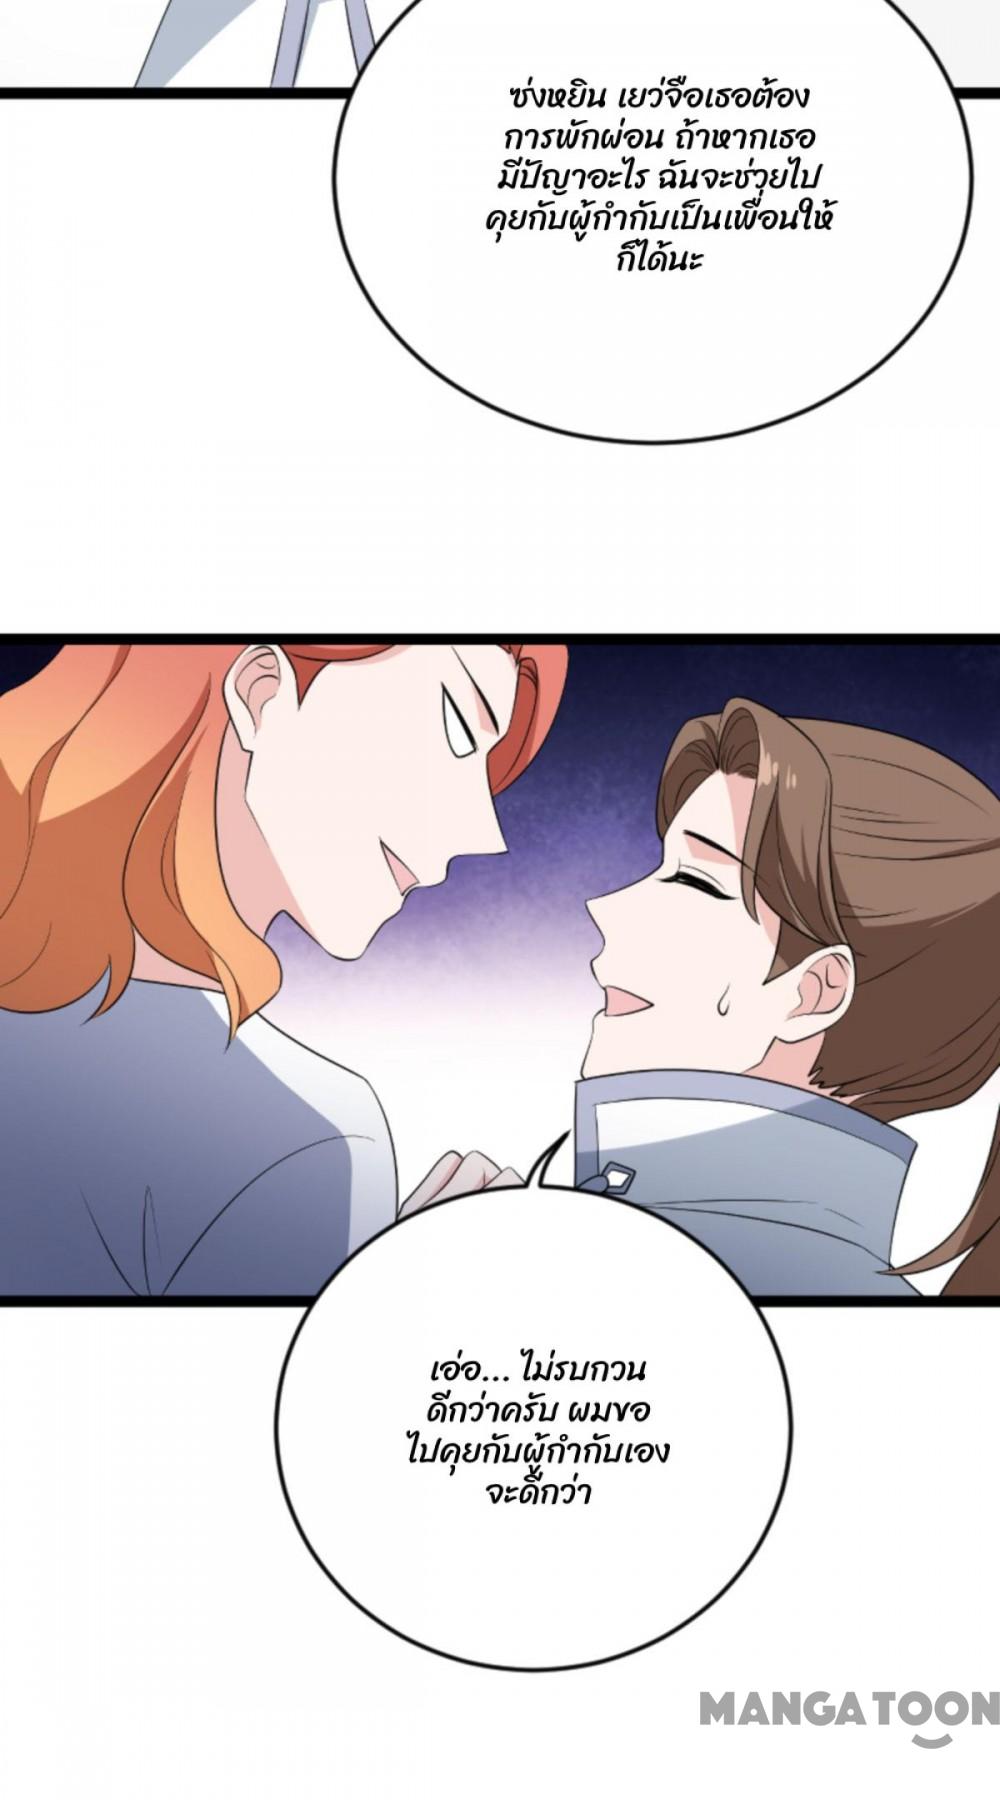 ซ่งหยิน เยว่จือเธอต้อง
การพักผ่อน ถ้าหากเธอ
มีปัญาอะไร ฉันจะช่วยไป
คุยกับผู้กำกับเป็นเพื่อนให้
ก็ได้นะ
เอ่อ... ไม่รบกวน
ดีกว่าครับ ผมขอ
ไปคุยกับผู้กำกับเอง
จะดีกว่า
MANGATOON